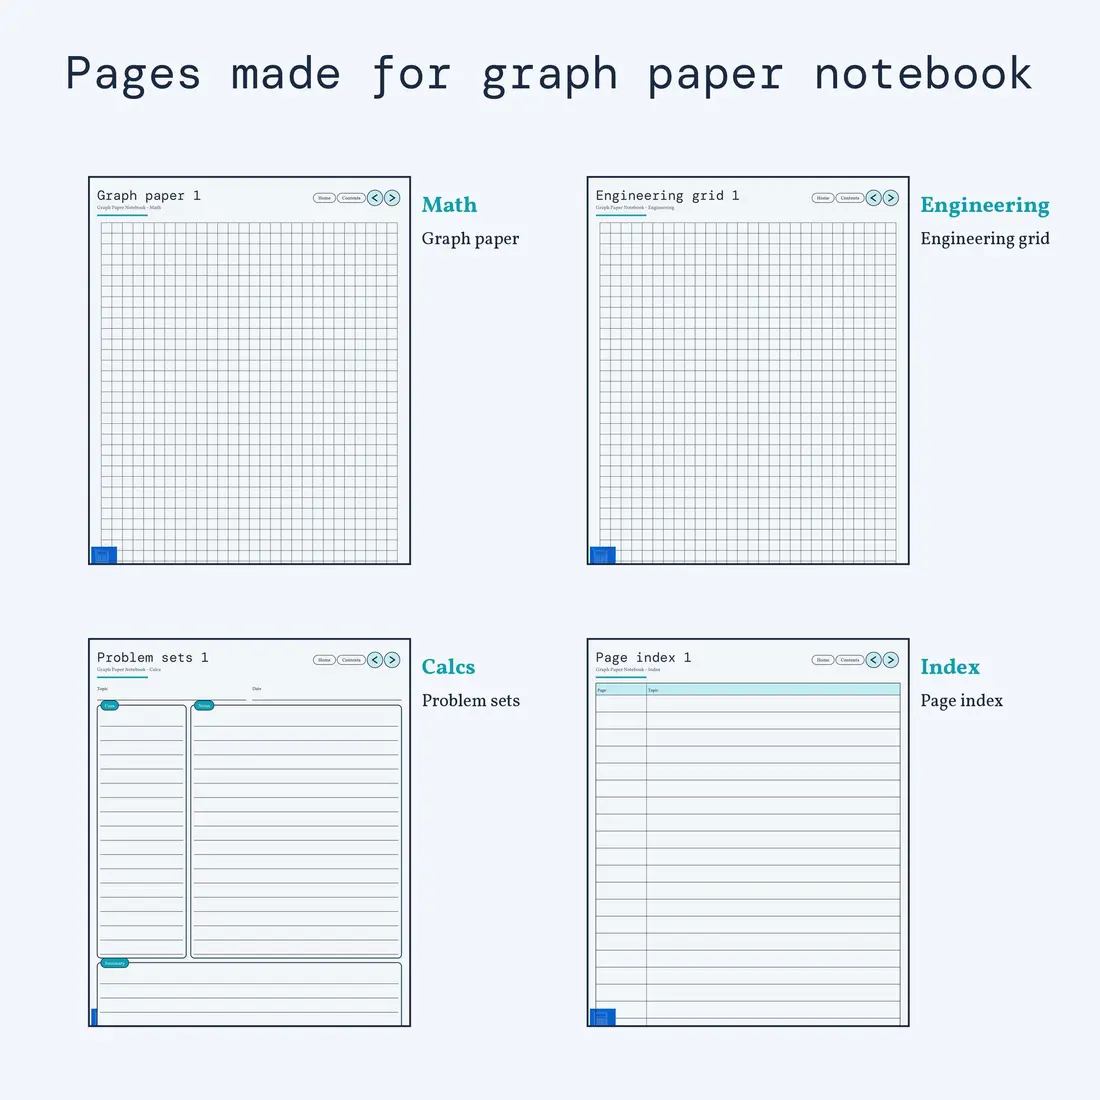 Pages made for graph paper notebook
Graph paper 1
Graph Paper Notebook - Math
Home
Contents
<
>
Math
Graph paper
Engineering grid 1
Graph Paper Notebook - Engineering
Home
Contents
<
>
Engineering
Engineering grid
Problem sets 1
Graph Paper Notebook - Calcs
Home
Contents
<
>
Topic
Date
Cues
Notes
Summary
Calcs
Problem sets
Page index 1
Graph Paper Notebook - Index
Home
Contents
<
>
Page
Topic
Index
Page index